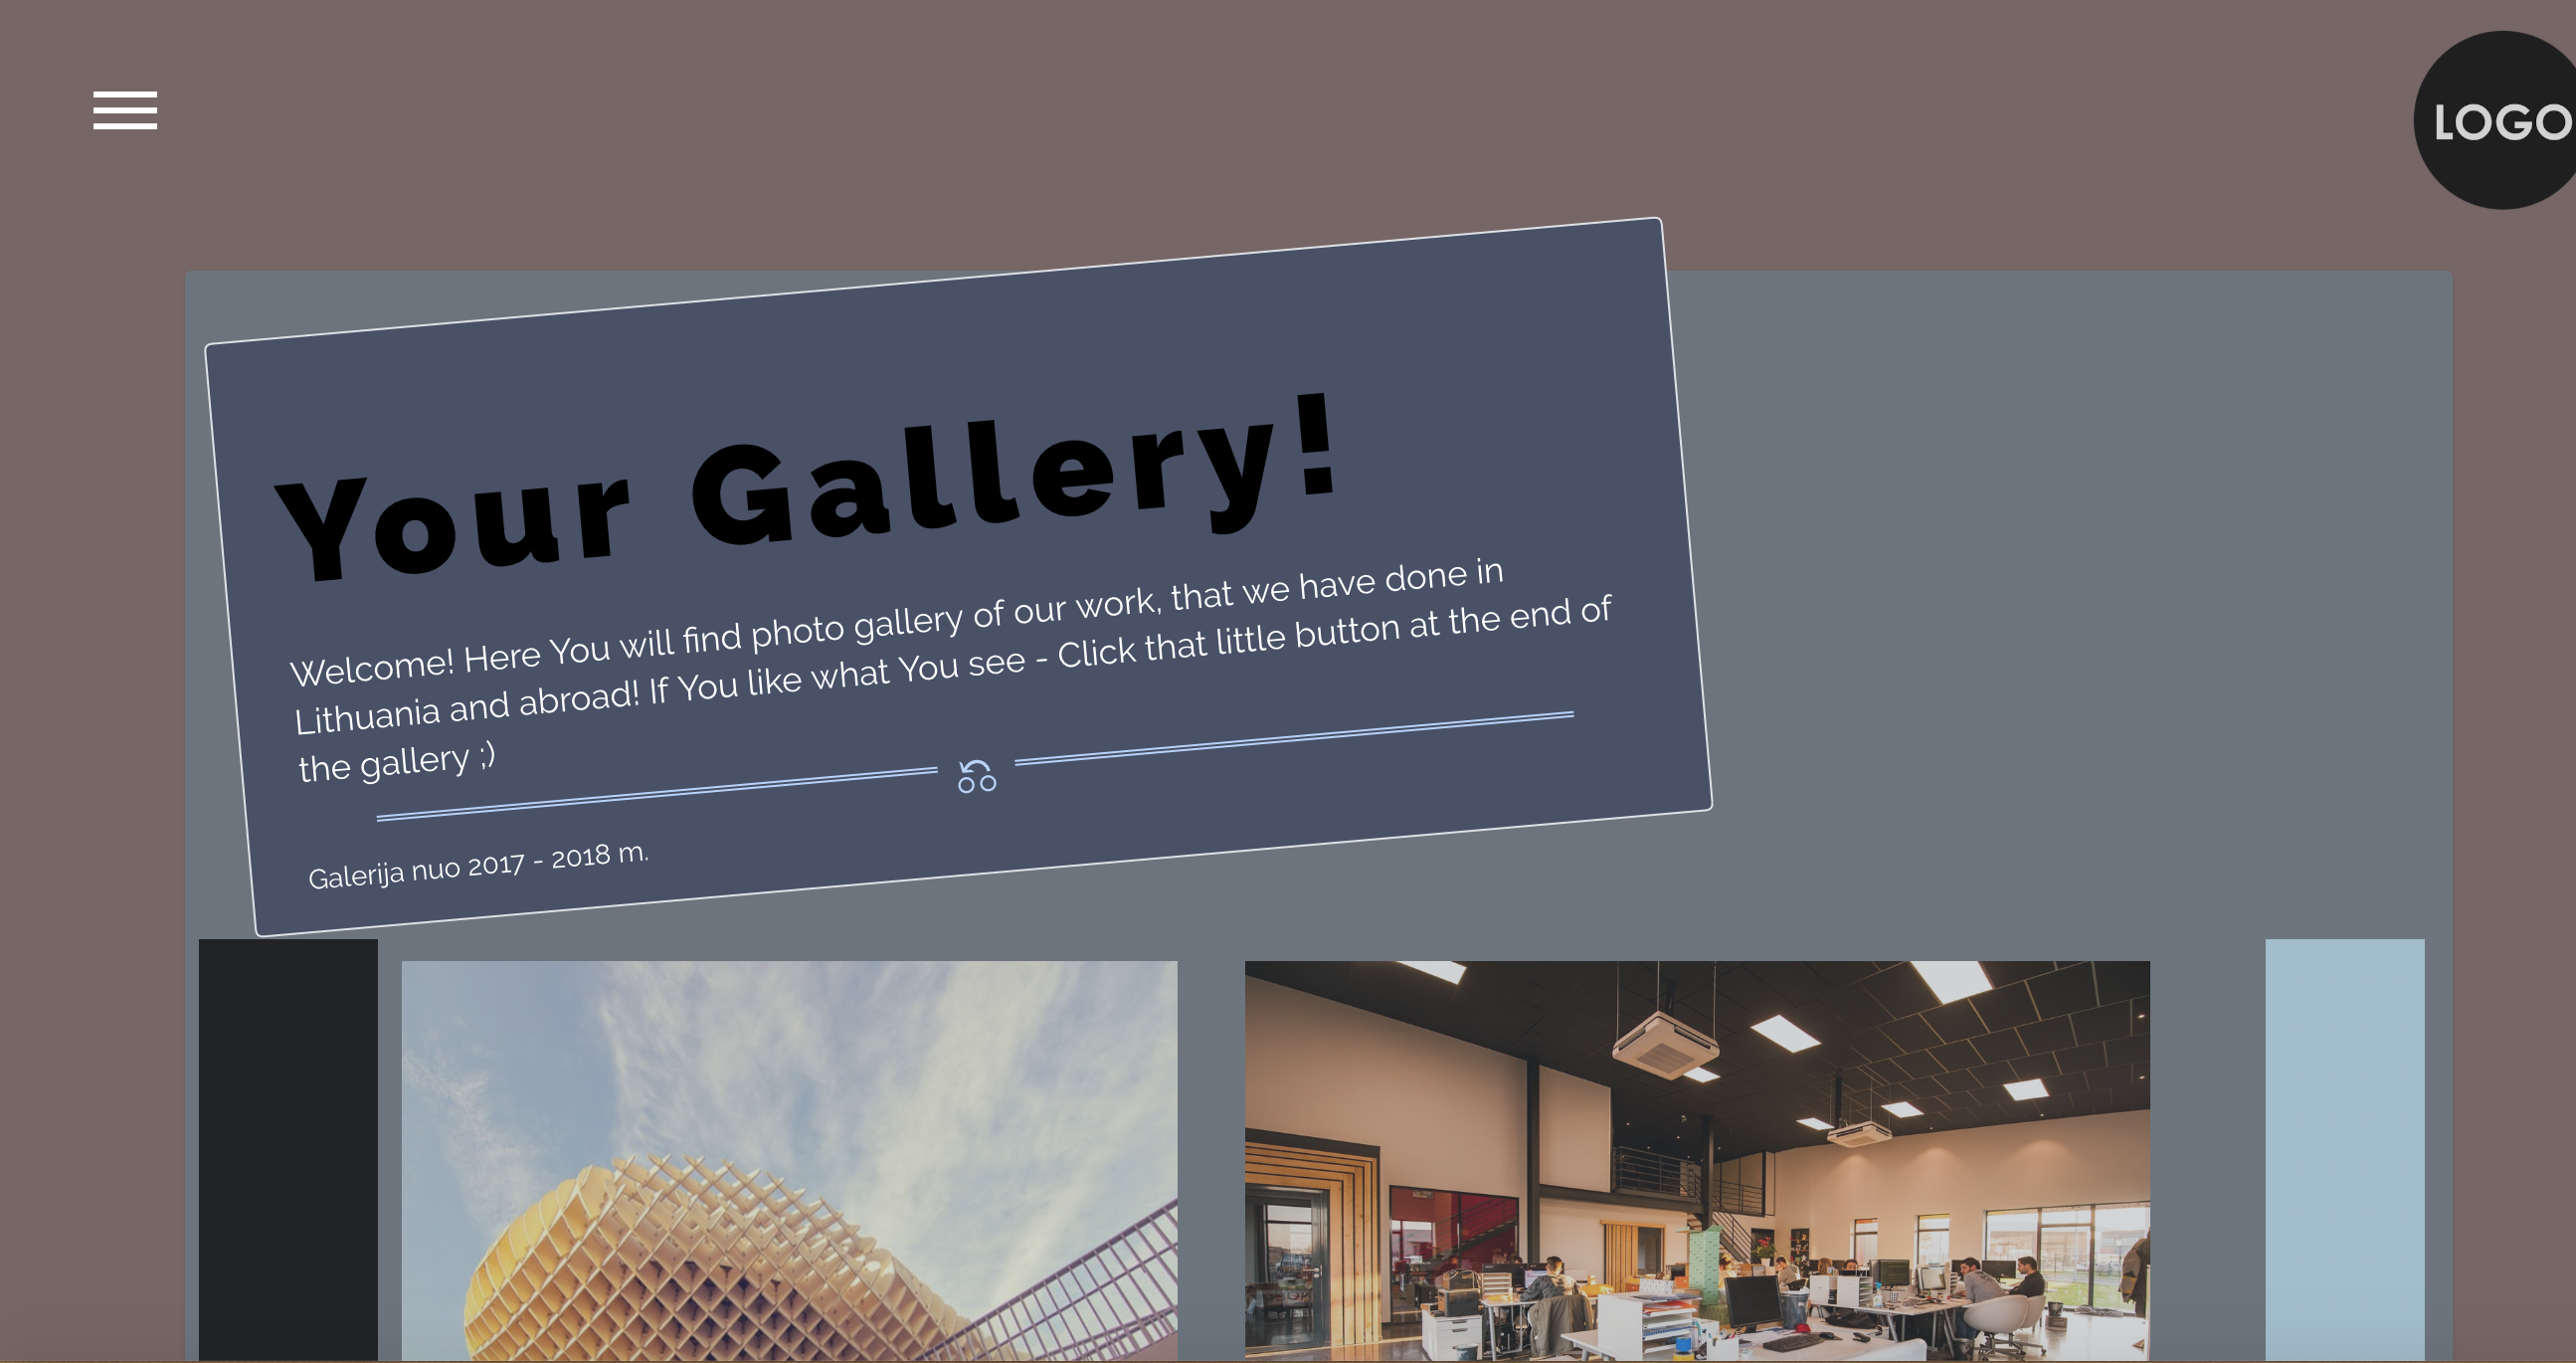 LOGO
Your Gallery!
Welcome! Here You will find photo gallery of our work, that we have done in
Lithuania and abroad! If You like what You see - Click that little button at the end of
the gallery ;)
Galerija nuo 2017 - 2018 m.